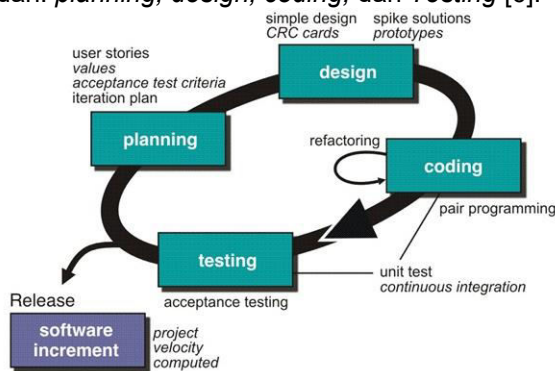 planning, design, coding, dan Testing
simple design
CRC cards
spike solutions
prototypes
user stories
values
acceptance test criteria
iteration plan
design
planning
refactoring
coding
pair programming
testing
unit test
continuous integration
acceptance testing
Release
software
increment
project
velocity
computed